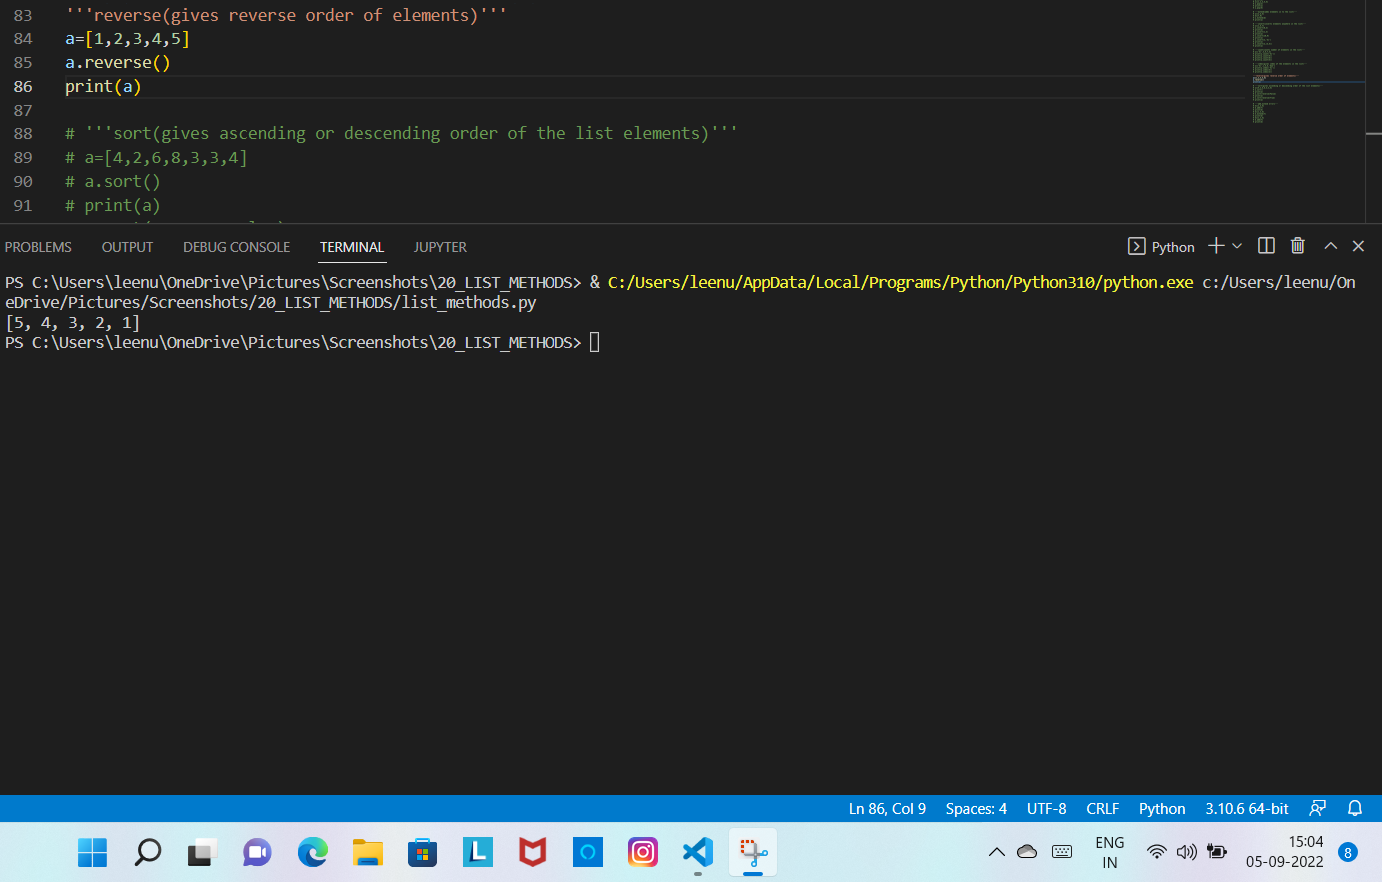 83 '''reverse(gives reverse order of elements)'''
84 a=[1,2,3,4,5]
85 a.reverse()
86 print(a)
87
88 # '''sort(gives ascending or descending order of the list elements)'''
89 # a=[4,2,6,8,3,3,4]
90 # a.sort()
91 # print(a)
PROBLEMS OUTPUT DEBUG CONSOLE TERMINAL JUPYTER Python
PS C:\Users\leenu\OneDrive\Pictures\Screenshots\20_LIST_METHODS> & C:/Users/leenu/AppData/Local/Programs/Python/Python310/python.exe c:/Users/leenu/On
eDrive/Pictures/Screenshots/20_LIST_METHODS/list_methods.py
[5, 4, 3, 2, 1]
PS C:\Users\leenu\OneDrive\Pictures\Screenshots\20_LIST_METHODS>
Ln 86, Col 9 Spaces: 4 UTF-8 CRLF Python 3.10.6 64-bit
L
ENG
IN
15:04
05-09-2022
8